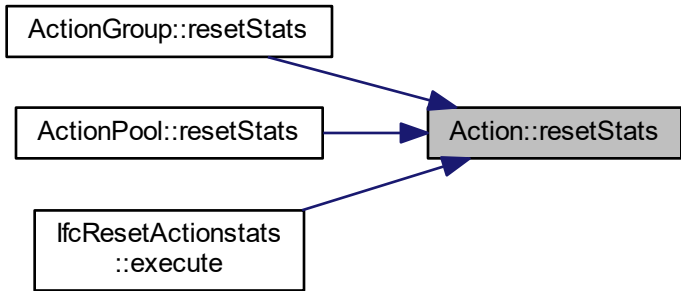 ActionGroup::resetStats
ActionPool::resetStats
Action::resetStats
IfcResetActionstats
::execute